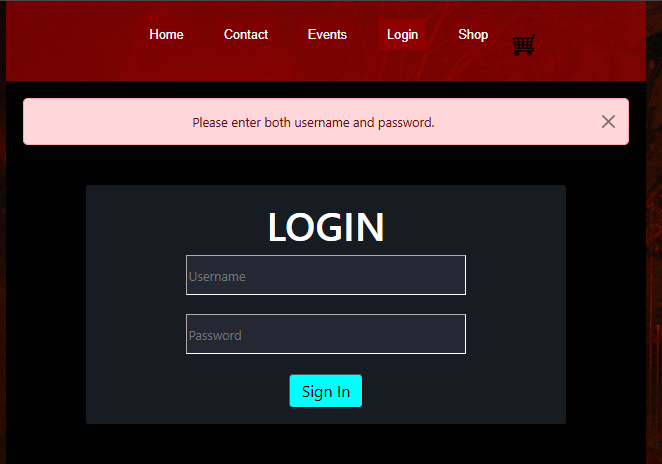 Home Contact Events Login Shop
Please enter both username and password.
LOGIN
Username
Password
Sign In